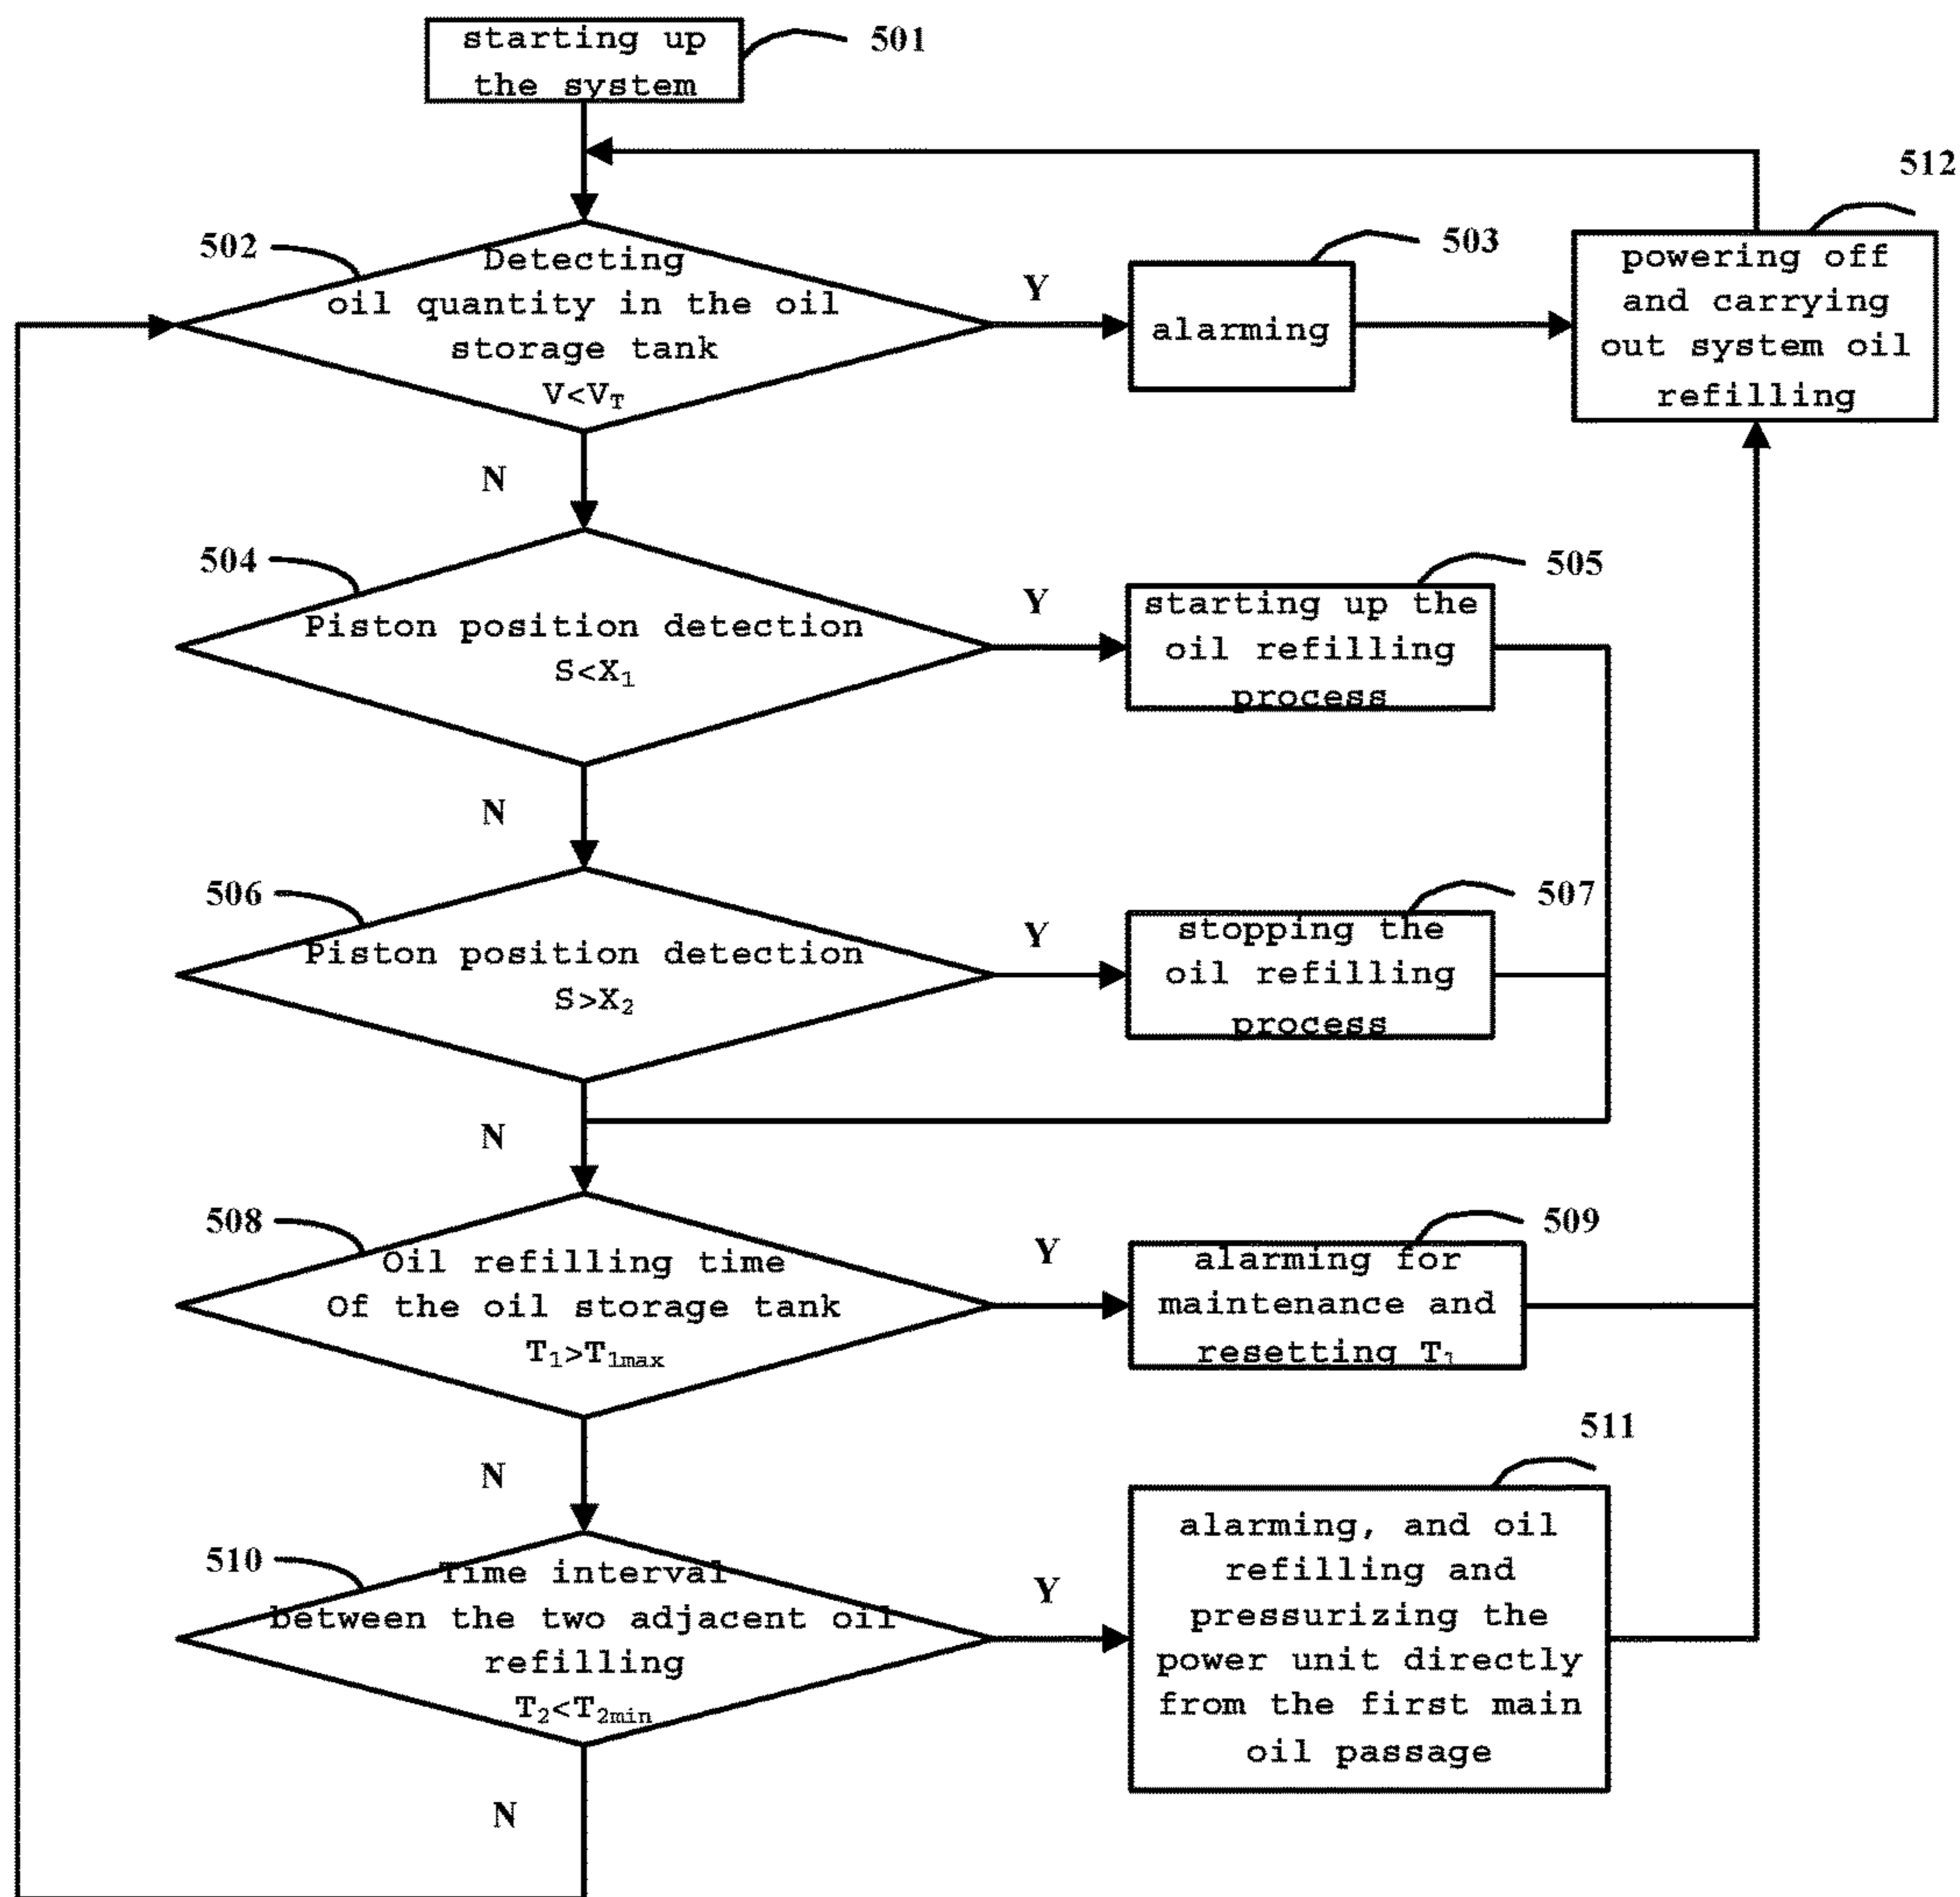 starting up
the system
501
512
502
Detecting
oil quantity in the oil
storage tank
V<V_T
Y
503
alarming
powering off
and carrying
out system oil
refilling
N
504
Piston position detection
S<X₁
Y
505
starting up the
oil refilling
process
N
506
Piston position detection
S>X₂
Y
507
stopping the
oil refilling
process
N
508
Oil refilling time
Of the oil storage tank
T₁>T₁max
Y
509
alarming for
maintenance and
resetting T₁
N
510
Time interval
between the two adjacent oil
refilling
T₂<T₂min
Y
511
alarming, and oil
refilling and
pressurizing the
power unit directly
from the first main
oil passage
N